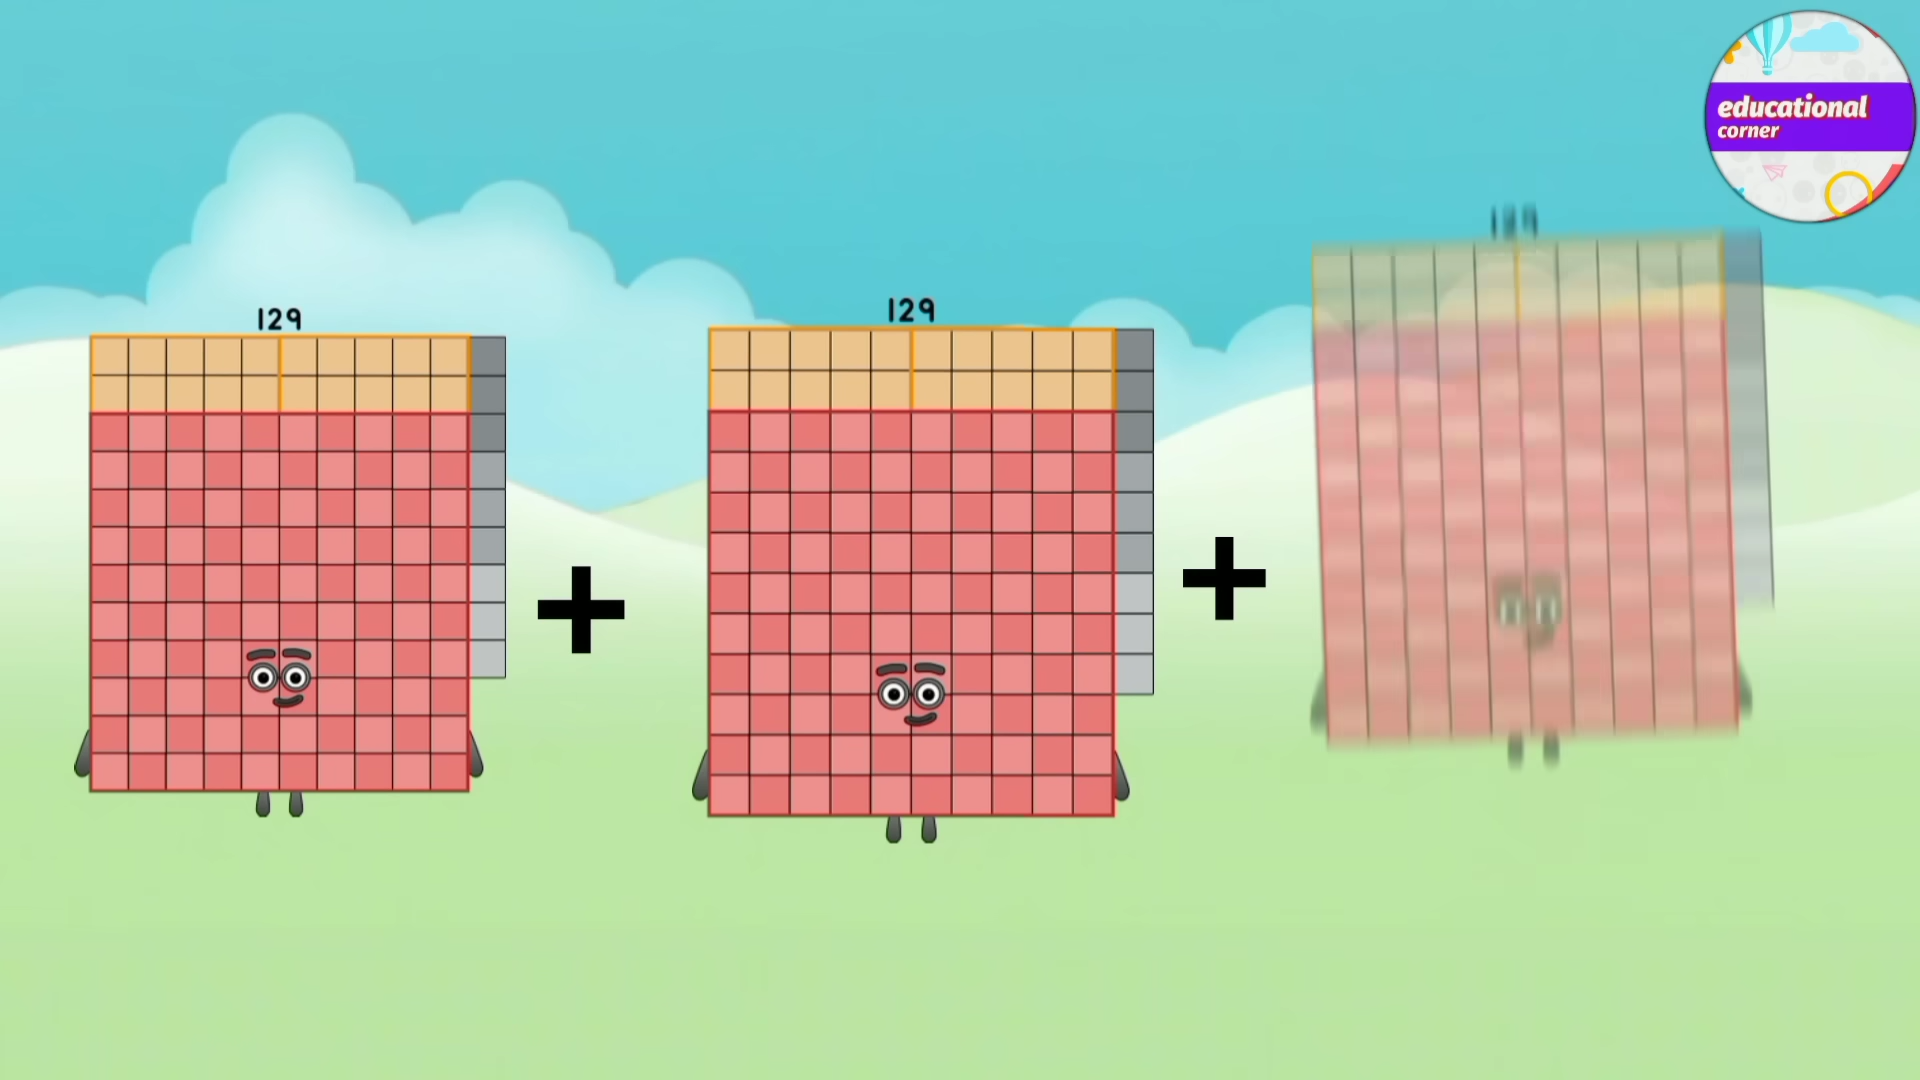 educational
corner
129
129
+
+